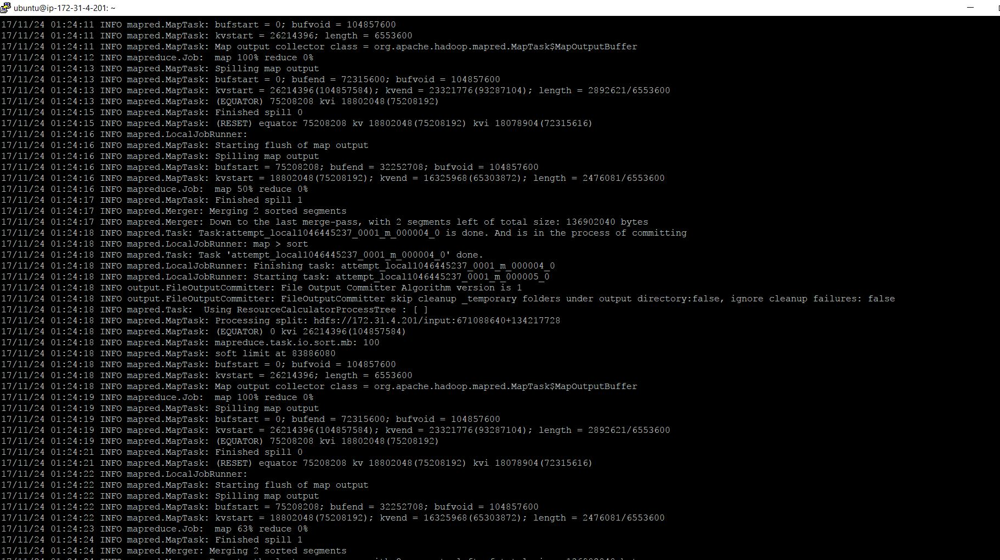 ubuntu@ip-172-31-4-201: ~
17/11/24 01:24:11 INFO mapred.MapTask: bufstart = 0; bufvoid = 104857600
17/11/24 01:24:11 INFO mapred.MapTask: kvstart = 26214396; length = 6553600
17/11/24 01:24:11 INFO mapred.MapTask: Map output collector class = org.apache.hadoop.mapred.MapTask$MapOutputBuffer
17/11/24 01:24:12 INFO mapreduce.Job:  map 100% reduce 0%
17/11/24 01:24:13 INFO mapred.MapTask: Spilling map output
17/11/24 01:24:13 INFO mapred.MapTask: bufstart = 0; bufend = 72315600; bufvoid = 104857600
17/11/24 01:24:13 INFO mapred.MapTask: kvstart = 26214396(104857584); kvend = 23321776(93287104); length = 2892621/6553600
17/11/24 01:24:13 INFO mapred.MapTask: (EQUATOR) 75208208 kvi 18802048(75208192)
17/11/24 01:24:15 INFO mapred.MapTask: Finished spill 0
17/11/24 01:24:15 INFO mapred.MapTask: (RESET) equator 75208208 kv 18802048(75208192) kvi 18078904(72315616)
17/11/24 01:24:16 INFO mapred.LocalJobRunner:
17/11/24 01:24:16 INFO mapred.MapTask: Starting flush of map output
17/11/24 01:24:16 INFO mapred.MapTask: Spilling map output
17/11/24 01:24:16 INFO mapred.MapTask: bufstart = 75208208; bufend = 32252708; bufvoid = 104857600
17/11/24 01:24:16 INFO mapred.MapTask: kvstart = 18802048(75208192); kvend = 16325968(65303872); length = 2476081/6553600
17/11/24 01:24:16 INFO mapreduce.Job:  map 50% reduce 0%
17/11/24 01:24:17 INFO mapred.MapTask: Finished spill 1
17/11/24 01:24:17 INFO mapred.Merger: Merging 2 sorted segments
17/11/24 01:24:17 INFO mapred.Merger: Down to the last merge-pass, with 2 segments left of total size: 136902040 bytes
17/11/24 01:24:18 INFO mapred.Task: Task:attempt_local1046445237_0001_m_000004_0 is done. And is in the process of committing
17/11/24 01:24:18 INFO mapred.LocalJobRunner: map > sort
17/11/24 01:24:18 INFO mapred.Task: Task 'attempt_local1046445237_0001_m_000004_0' done.
17/11/24 01:24:18 INFO mapred.LocalJobRunner: Finishing task: attempt_local1046445237_0001_m_000004_0
17/11/24 01:24:18 INFO mapred.LocalJobRunner: Starting task: attempt_local1046445237_0001_m_000005_0
17/11/24 01:24:18 INFO output.FileOutputCommitter: File Output Committer Algorithm version is 1
17/11/24 01:24:18 INFO output.FileOutputCommitter: FileOutputCommitter skip cleanup _temporary folders under output directory:false, ignore cleanup failures: false
17/11/24 01:24:18 INFO mapred.Task:  Using ResourceCalculatorProcessTree : [ ]
17/11/24 01:24:18 INFO mapred.MapTask: Processing split: hdfs://172.31.4.201/input:671088640+134217728
17/11/24 01:24:18 INFO mapred.MapTask: (EQUATOR) 0 kvi 26214396(104857584)
17/11/24 01:24:18 INFO mapred.MapTask: mapreduce.task.io.sort.mb: 100
17/11/24 01:24:18 INFO mapred.MapTask: soft limit at 83886080
17/11/24 01:24:18 INFO mapred.MapTask: bufstart = 0; bufvoid = 104857600
17/11/24 01:24:18 INFO mapred.MapTask: kvstart = 26214396; length = 6553600
17/11/24 01:24:18 INFO mapred.MapTask: Map output collector class = org.apache.hadoop.mapred.MapTask$MapOutputBuffer
17/11/24 01:24:19 INFO mapreduce.Job:  map 100% reduce 0%
17/11/24 01:24:19 INFO mapred.MapTask: Spilling map output
17/11/24 01:24:19 INFO mapred.MapTask: bufstart = 0; bufend = 72315600; bufvoid = 104857600
17/11/24 01:24:19 INFO mapred.MapTask: kvstart = 26214396(104857584); kvend = 23321776(93287104); length = 2892621/6553600
17/11/24 01:24:19 INFO mapred.MapTask: (EQUATOR) 75208208 kvi 18802048(75208192)
17/11/24 01:24:21 INFO mapred.MapTask: Finished spill 0
17/11/24 01:24:21 INFO mapred.MapTask: (RESET) equator 75208208 kv 18802048(75208192) kvi 18078904(72315616)
17/11/24 01:24:22 INFO mapred.LocalJobRunner:
17/11/24 01:24:22 INFO mapred.MapTask: Starting flush of map output
17/11/24 01:24:22 INFO mapred.MapTask: Spilling map output
17/11/24 01:24:22 INFO mapred.MapTask: bufstart = 75208208; bufend = 32252708; bufvoid = 104857600
17/11/24 01:24:22 INFO mapred.MapTask: kvstart = 18802048(75208192); kvend = 16325968(65303872); length = 2476081/6553600
17/11/24 01:24:23 INFO mapreduce.Job:  map 63% reduce 0%
17/11/24 01:24:24 INFO mapred.MapTask: Finished spill 1
17/11/24 01:24:24 INFO mapred.Merger: Merging 2 sorted segments